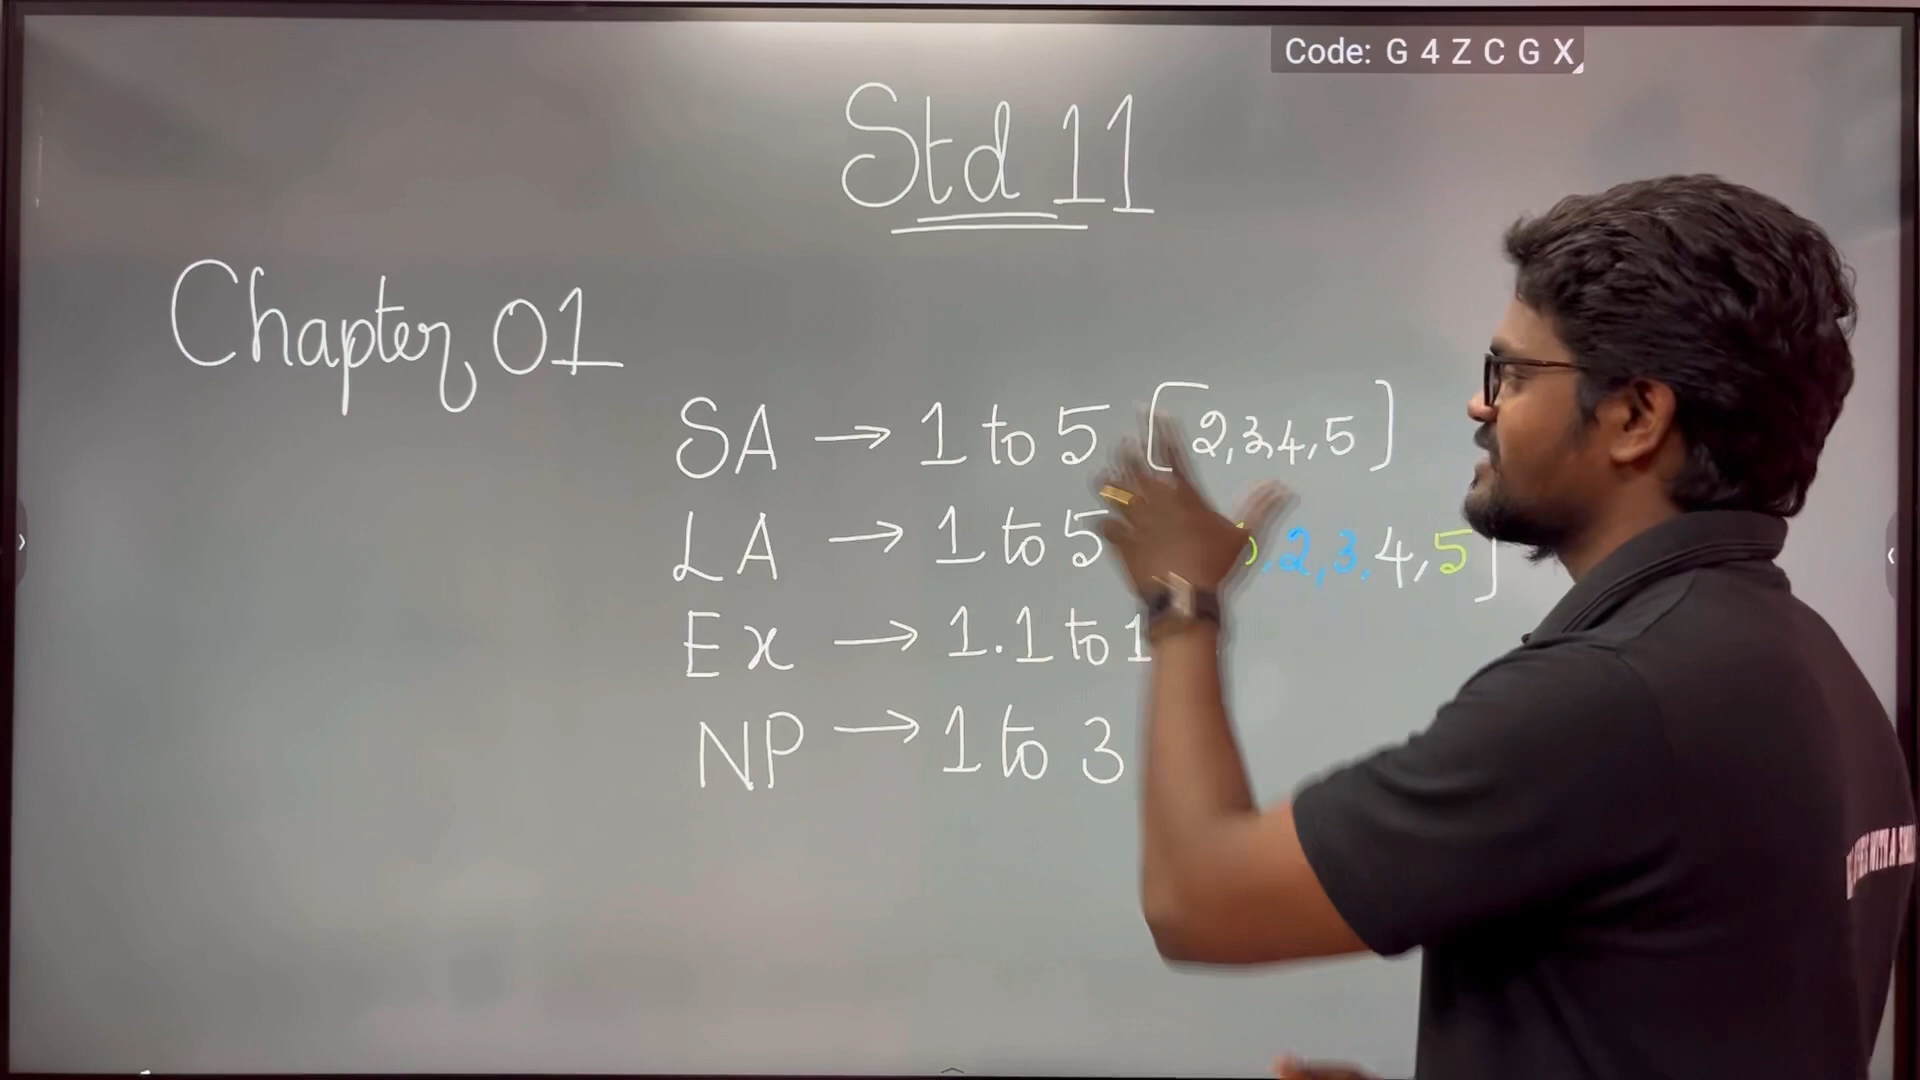 Code: G 4 Z C G X
Std 11
Chapter 01
SA → 1 to 5 [2,3,4,5]
LA → 1 to 5 ,2,3,4,5]
Ex → 1.1 to 1
NP → 1 to 3
WITH A